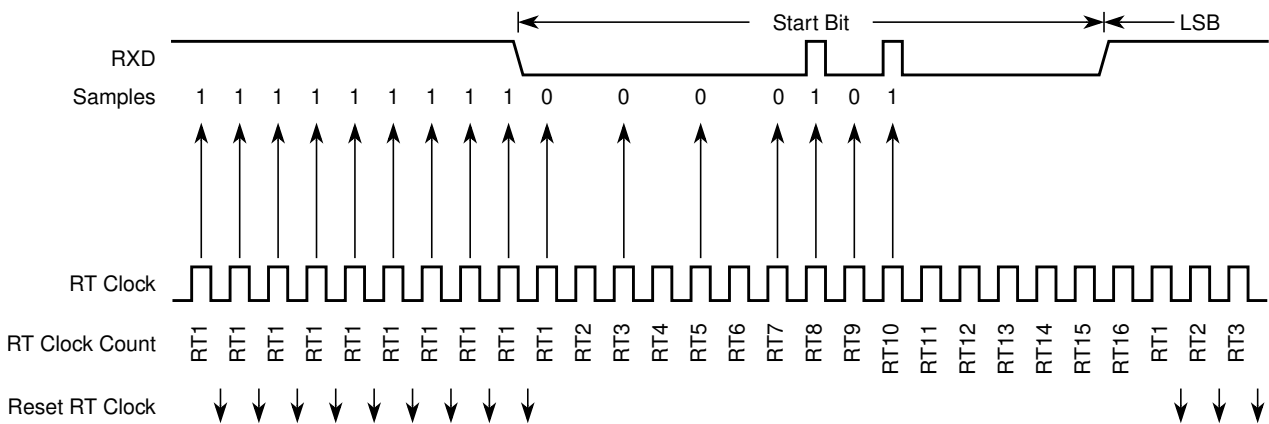 Start Bit LSB
RXD
Samples 1 1 1 1 1 1 1 1 1 0 0 0 0 1 0 1
RT Clock
RT Clock Count RT1 RT1 RT1 RT1 RT1 RT1 RT1 RT1 RT1 RT1 RT2 RT3 RT4 RT5 RT6 RT7 RT8 RT9 RT10 RT11 RT12 RT13 RT14 RT15 RT16 RT1 RT2 RT3
Reset RT Clock